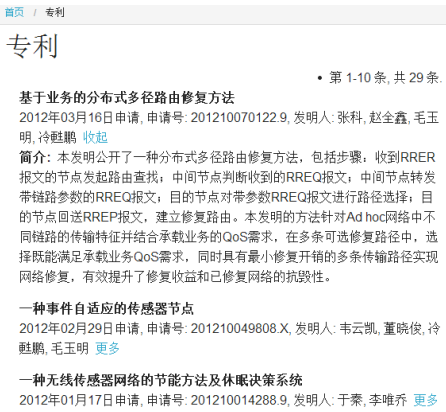 首页 / 专利
专利
• 第 1-10 条, 共 29 条.
基于业务的分布式多径路由修复方法
2012年03月16日申请, 申请号: 201210070122.9, 发明人: 张科, 赵全鑫, 毛玉
明, 冷甦鹏 收起
简介: 本发明公开了一种分布式多径路由修复方法，包括步骤：收到RRER
报文的节点发起路由查找；中间节点判断收到的RREQ报文；中间节点转发
带链路参数的RREQ报文；目的节点对带参数RREQ报文进行路径选择；目
的节点回送RREP报文，建立修复路由。本发明的方法针对Ad hoc网络中不
同链路的传输特征并结合承载业务的QoS需求，在多条可选修复路径中，选
择既能满足承载业务QoS需求，同时具有最小修复开销的多条传输路径实现
网络修复，有效提升了修复收益和已修复网络的抗毁性。
一种事件自适应的传感器节点
2012年02月29日申请, 申请号: 201210049808.X, 发明人: 韦云凯, 董晓俊, 冷
甦鹏, 毛玉明 更多
一种无线传感器网络的节能方法及休眠决策系统
2012年01月17日申请, 申请号: 201210014288.9, 发明人: 于秦, 李唯乔 更多